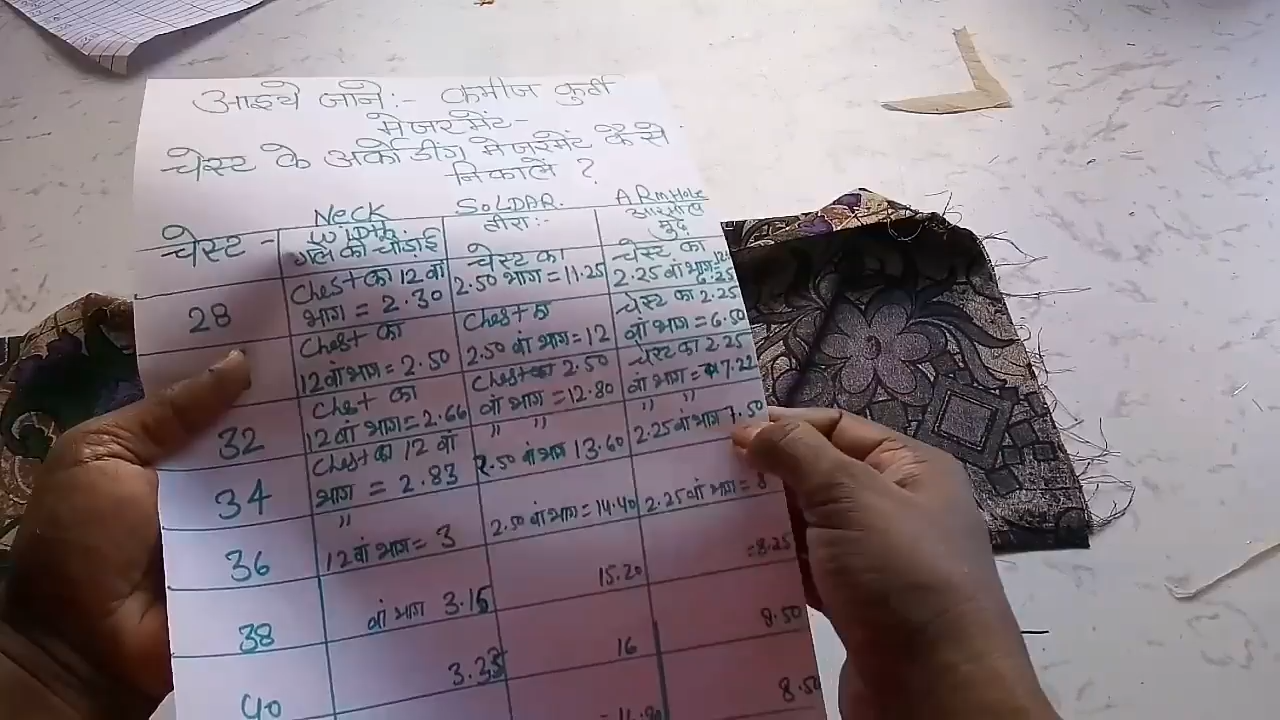 आइये जाने:- कमीज कुर्ती
मेजरमेंट-
चेस्ट के अकोर्डीग मेजरमेंट कैसे
निकालें ?
चेस्ट -
Neck
WIDth
गले की चौड़ाई
SoLDAR.
तीरा:-
ARmHole
आरमोल
मुढ़े
28
Chest का 12 वां
भाग = 2.30
चेस्ट का
2.50 भाग = 11.25
चेस्ट का
2.25 वां भाग
6.25
Chest का
12 वां भाग = 2.50
Chest का
2.50 वां भाग = 12
चेस्ट का 2.25
वां भाग = 6.50
32
Chest का
12 वां भाग = 2.66
Chest का 2.50
वां भाग = 12.80
चेस्ट का 2.25
वां भाग = 7.22
34
Chest का 12 वां
भाग = 2.83
" "
2.50 वां भाग 13.60
" "
2.25 वां भाग 7.50
36
"
12 वां भाग = 3
2.50 वां भाग = 14.40
2.25 वां भाग = 8
38
वां भाग 3.16
15.20
= 8.25
40
3.33
16
8.50
8.50